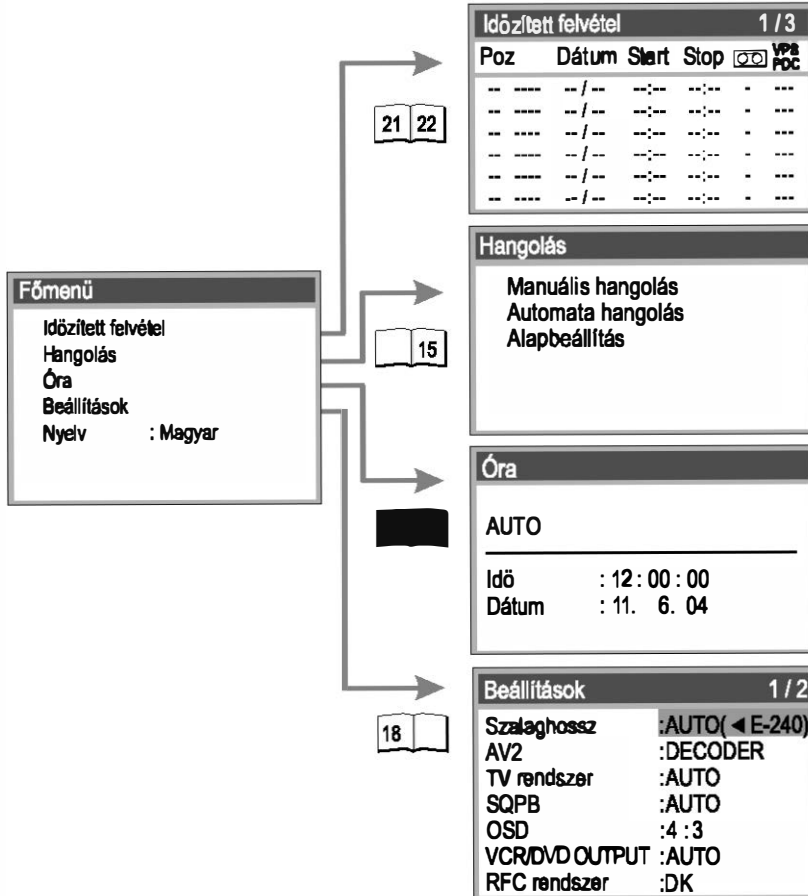 Időzített felvétel 1 / 3
Poz Dátum Start Stop VPS PDC
-- ---- -- / -- --:-- --:-- - ---
-- ---- -- / -- --:-- --:-- - ---
-- ---- -- / -- --:-- --:-- - ---
-- ---- -- / -- --:-- --:-- - ---
-- ---- -- / -- --:-- --:-- - ---
-- ---- -- / -- --:-- --:-- - ---
21 22
Hangolás
Manuális hangolás
Automata hangolás
Alapbeállítás
15
Főmenü
Idözített felvétel
Hangolás
Óra
Beállítások
Nyelv : Magyar
Óra
AUTO
Idö : 12 : 00 : 00
Dátum : 11. 6. 04
Beállítások 1 / 2
Szalaghossz :AUTO(◄ E-240)
AV2 :DECODER
TV rendszer :AUTO
SQPB :AUTO
OSD :4 : 3
VCR/DVD OUTPUT :AUTO
RFC rendszer :DK
18